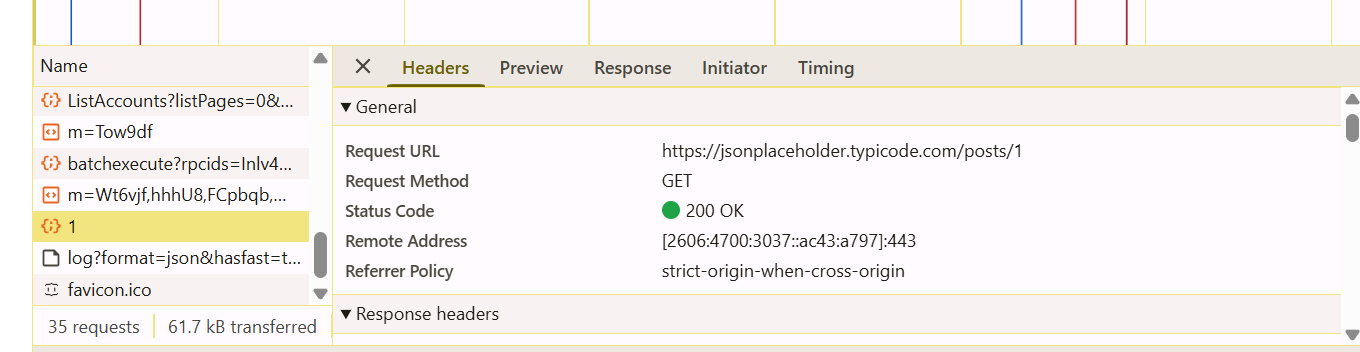 Name
ListAccounts?listPages=0&...
m=Tow9df
batchexecute?rpcids=Inlv4...
m=Wt6vjf,hhhU8,FCpbqb,...
1
log?format=json&hasfast=t...
favicon.ico
35 requests 61.7 kB transferred
Headers Preview Response Initiator Timing
General
Request URL https://jsonplaceholder.typicode.com/posts/1
Request Method GET
Status Code 200 OK
Remote Address [2606:4700:3037::ac43:a797]:443
Referrer Policy strict-origin-when-cross-origin
Response headers